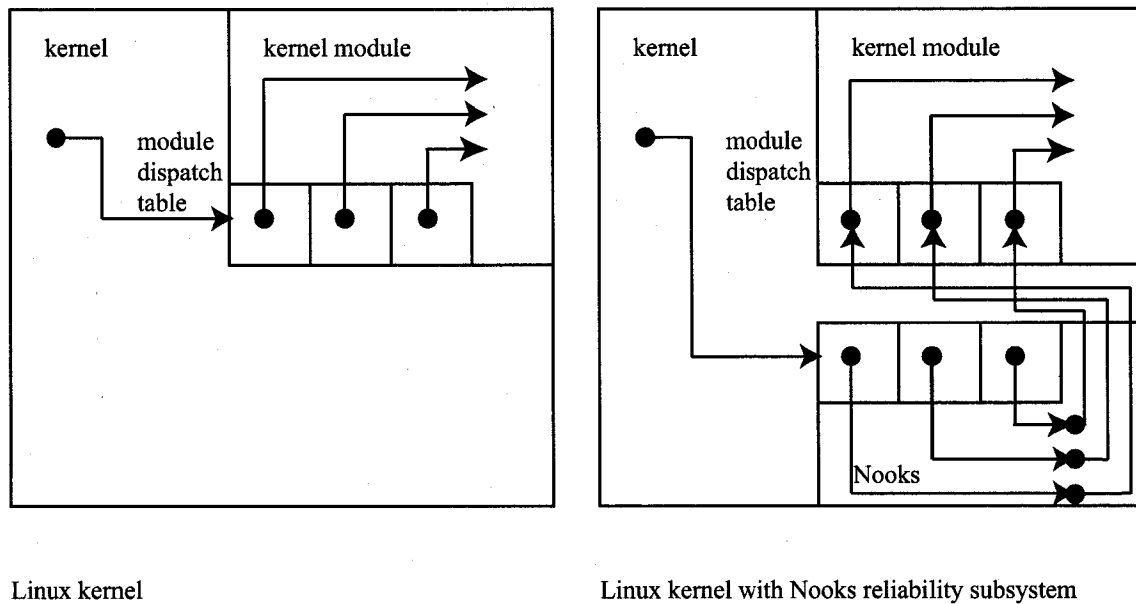 kernel
kernel module
module
dispatch
table
kernel
kernel module
module
dispatch
table
Nooks
Linux kernel
Linux kernel with Nooks reliability subsystem